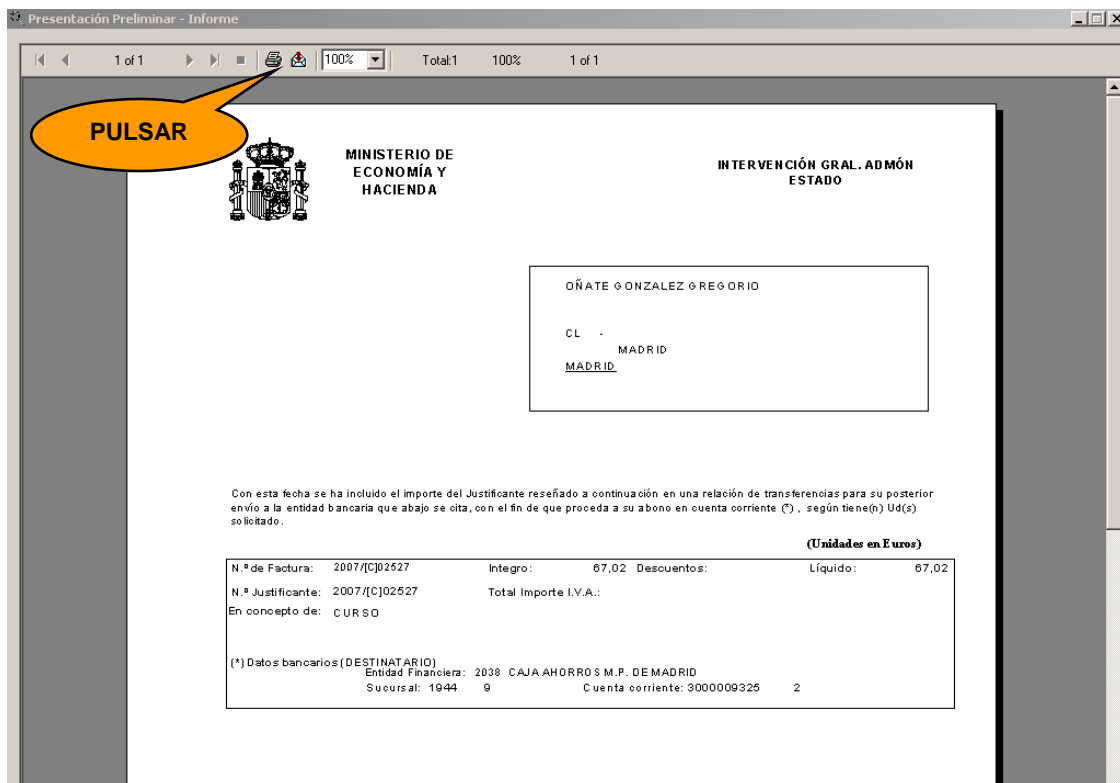 Presentación Preliminar - Informe
1 of 1 100% Total:1 100% 1 of 1
PULSAR
MINISTERIO DE
ECONOMÍA Y
HACIENDA
INTERVENCIÓN GRAL. ADMÓN
ESTADO
OÑATE GONZALEZ GREGORIO
CL -
MADRID
MADRID
Con esta fecha se ha incluido el importe del Justificante reseñado a continuación en una relación de transferencias para su posterior
envío a la entidad bancaria que abajo se cita, con el fin de que proceda a su abono en cuenta corriente (*) , según tiene(n) Ud(s)
solicitado.
(Unidades en Euros)
N.º de Factura: 2007/[C]02527 Integro: 67,02 Descuentos: Líquido: 67,02
N.º Justificante: 2007/[C]02527 Total Importe I.V.A.:
En concepto de: CURSO
(*) Datos bancarios (DESTINATARIO)
Entidad Financiera: 2038 CAJA AHORROS M.P. DE MADRID
Sucursal: 1944 9 Cuenta corriente: 3000009325 2